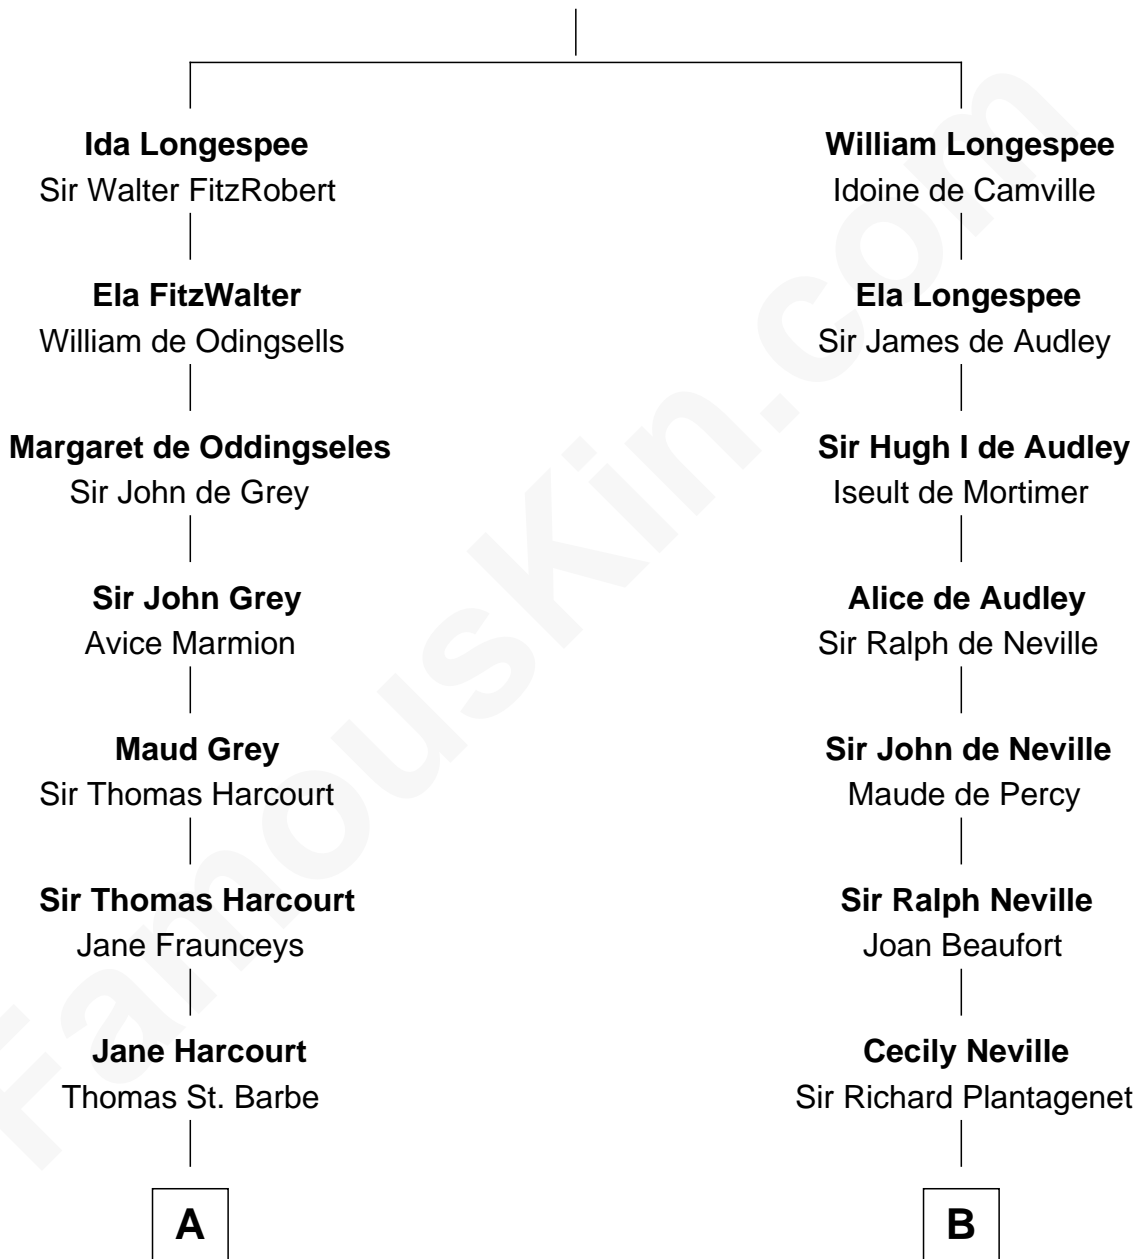 Ida Longespee
Sir Walter FitzRobert
Ela FitzWalter
William de Odingsells
Margaret de Oddingseles
Sir John de Grey
Sir John Grey
Avice Marmion
Maud Grey
Sir Thomas Harcourt
Sir Thomas Harcourt
Jane Fraunceys
Jane Harcourt
Thomas St. Barbe
A
William Longespee
Idoine de Camville
Ela Longespee
Sir James de Audley
Sir Hugh I de Audley
Iseult de Mortimer
Alice de Audley
Sir Ralph de Neville
Sir John de Neville
Maude de Percy
Sir Ralph Neville
Joan Beaufort
Cecily Neville
Sir Richard Plantagenet
B
FamousKin.com